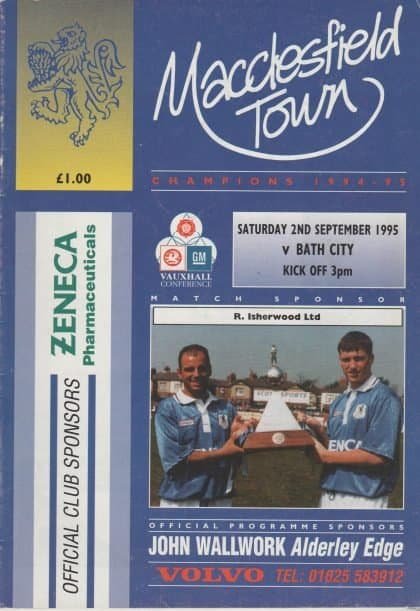 Macclesfield
Town
£1.00
CHAMPIONS 1994-95
SATURDAY 2ND SEPTEMBER 1995
v BATH CITY
KICK OFF 3pm
GM
VAUXHALL
CONFERENCE
OFFICIAL CLUB SPONSORS
ZENECA
Pharmaceuticals
MATCH SPONSOR
R. Isherwood Ltd
OFFICIAL PROGRAMME SPONSORS
JOHN WALLWORK Alderley Edge
VOLVO TEL: 01625 583912